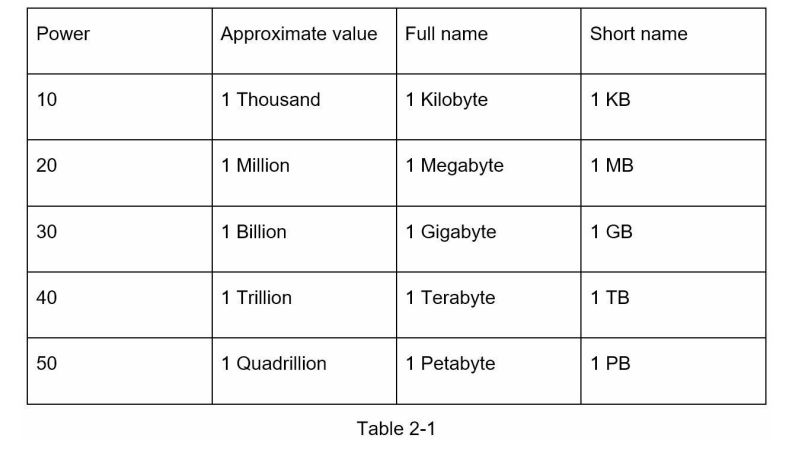 Power Approximate value Full name Short name
10 1 Thousand 1 Kilobyte 1 KB
20 1 Million 1 Megabyte 1 MB
30 1 Billion 1 Gigabyte 1 GB
40 1 Trillion 1 Terabyte 1 TB
50 1 Quadrillion 1 Petabyte 1 PB
Table 2-1